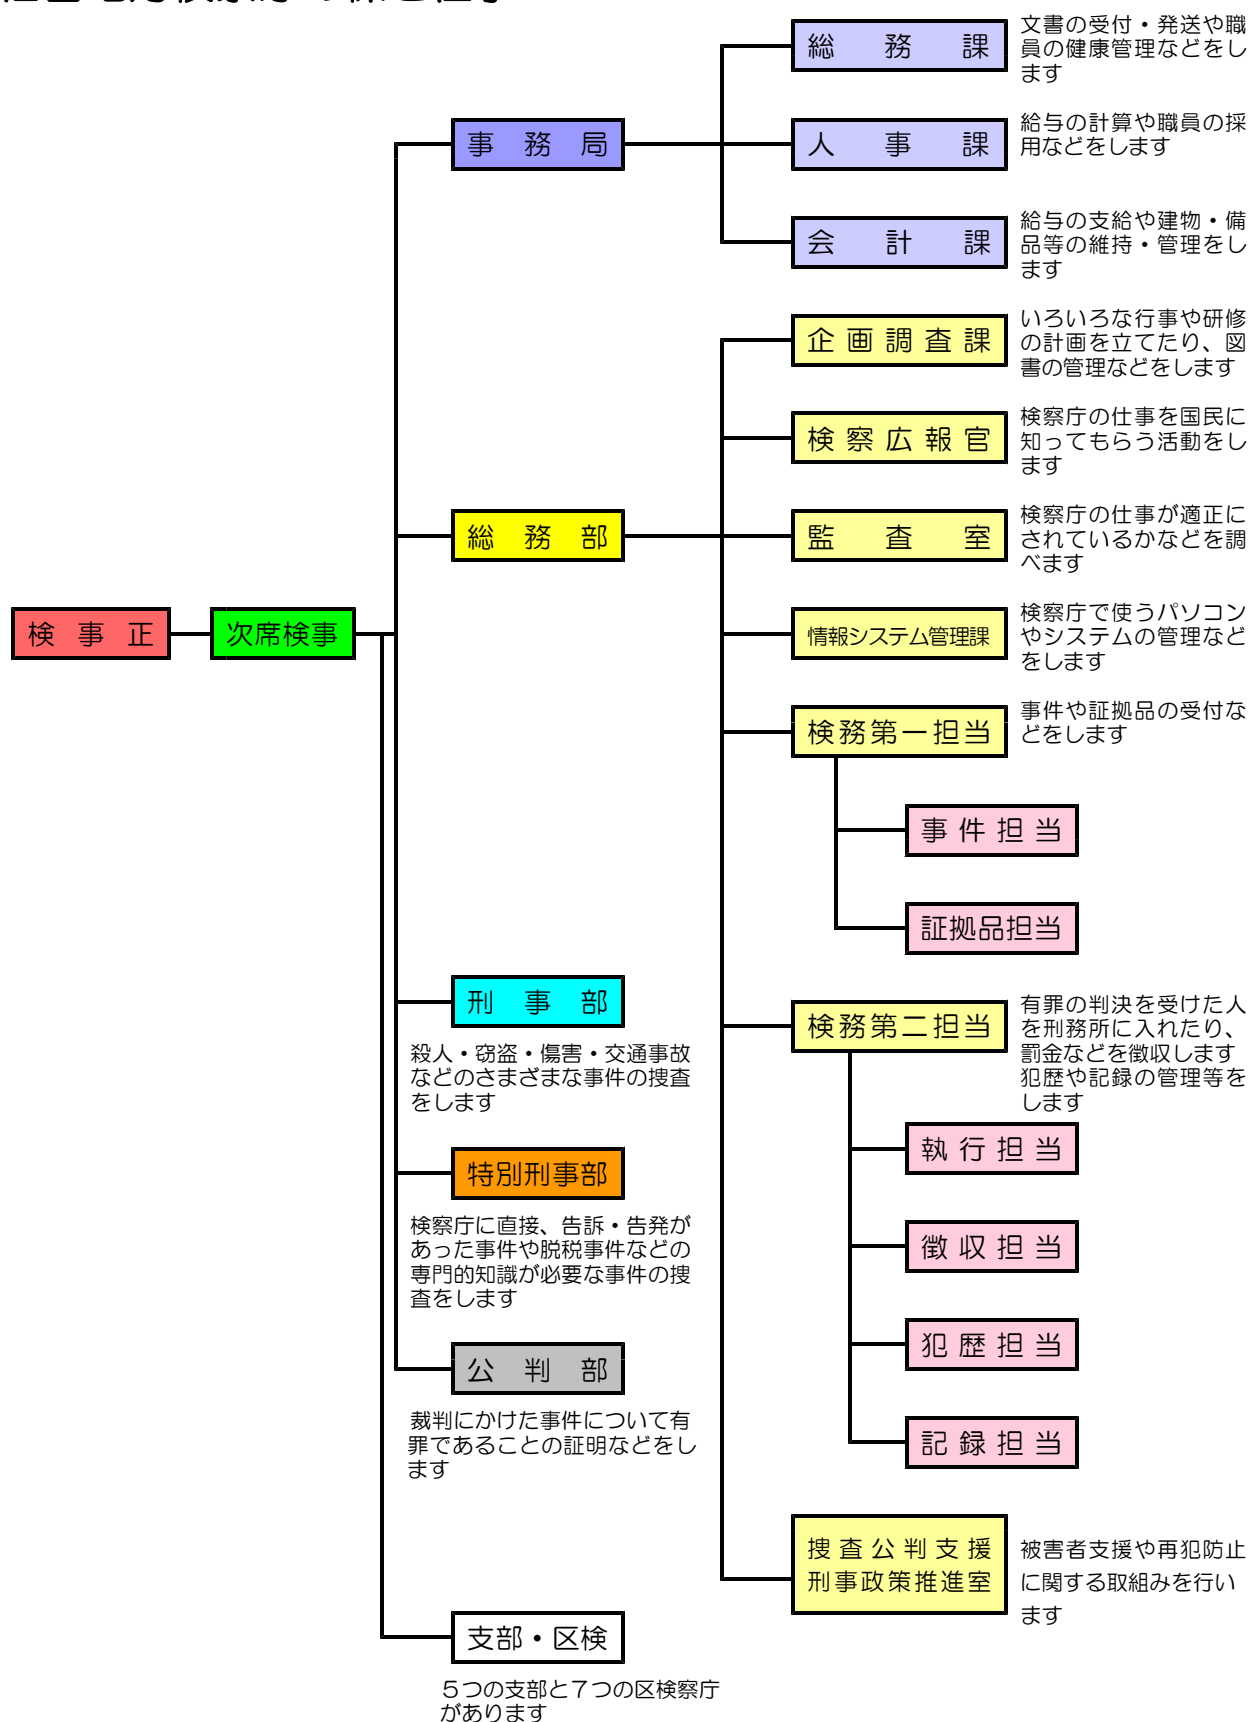 総務課
文書の受付・発送や職
員の健康管理などをし
ます
事務局
人事課
給与の計算や職員の採
用などをします
会計課
給与の支給や建物・備
品等の維持・管理をし
ます
企画調査課
いろいろな行事や研修
の計画を立てたり、図
書の管理などをします
検察広報官
検察庁の仕事を国民に
知ってもらう活動をし
ます
総務部
監査室
検察庁の仕事が適正に
されているかなどを調
べます
検事正
次席検事
情報システム管理課
検察庁で使うパソコン
やシステムの管理など
をします
検務第一担当
事件や証拠品の受付な
どをします
事件担当
証拠品担当
刑事部
殺人・窃盗・傷害・交通事故
などのさまざまな事件の捜査
をします
検務第二担当
有罪の判決を受けた人
を刑務所に入れたり、
罰金などを徴収します
犯歴や記録の管理等を
します
執行担当
特別刑事部
検察庁に直接、告訴・告発が
あった事件や脱税事件などの
専門的知識が必要な事件の捜
査をします
徴収担当
犯歴担当
公判部
裁判にかけた事件について有
罪であることの証明などをし
ます
記録担当
捜査公判支援
刑事政策推進室
被害者支援や再犯防止
に関する取組みを行い
ます
支部・区検
５つの支部と７つの区検察庁
があります